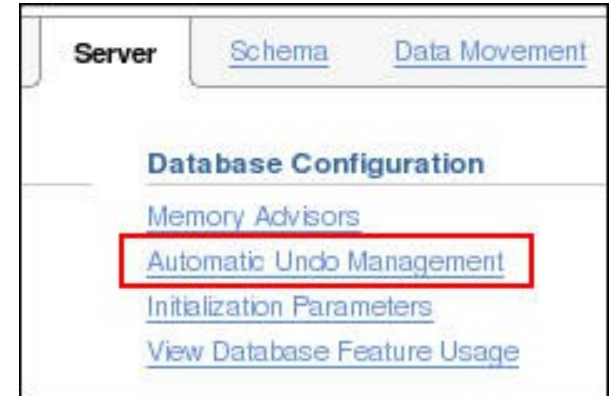 Server Schema Data Movement
Database Configuration
Memory Advisors
Automatic Undo Management
Initialization Parameters
View Database Feature Usage